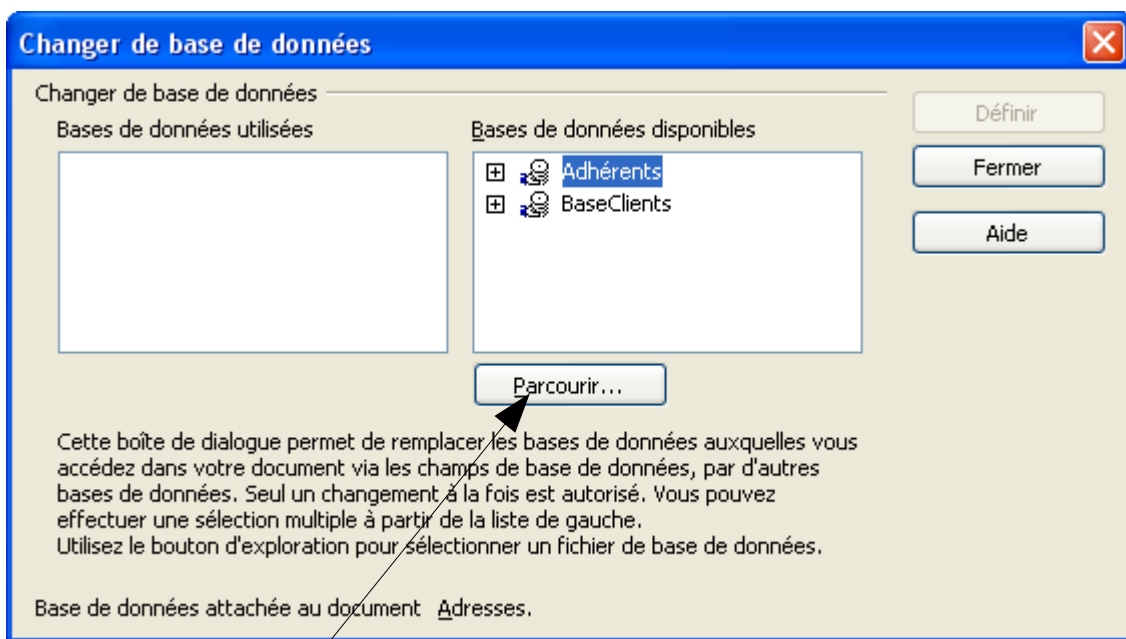 Changer de base de données
Changer de base de données
Bases de données utilisées
Bases de données disponibles
Adhérents
BaseClients
Définir
Fermer
Aide
Parcourir...
Cette boîte de dialogue permet de remplacer les bases de données auxquelles vous
accédez dans votre document via les champs de base de données, par d'autres
bases de données. Seul un changement à la fois est autorisé. Vous pouvez
effectuer une sélection multiple à partir de la liste de gauche.
Utilisez le bouton d'exploration pour sélectionner un fichier de base de données.
Base de données attachée au document Adresses.